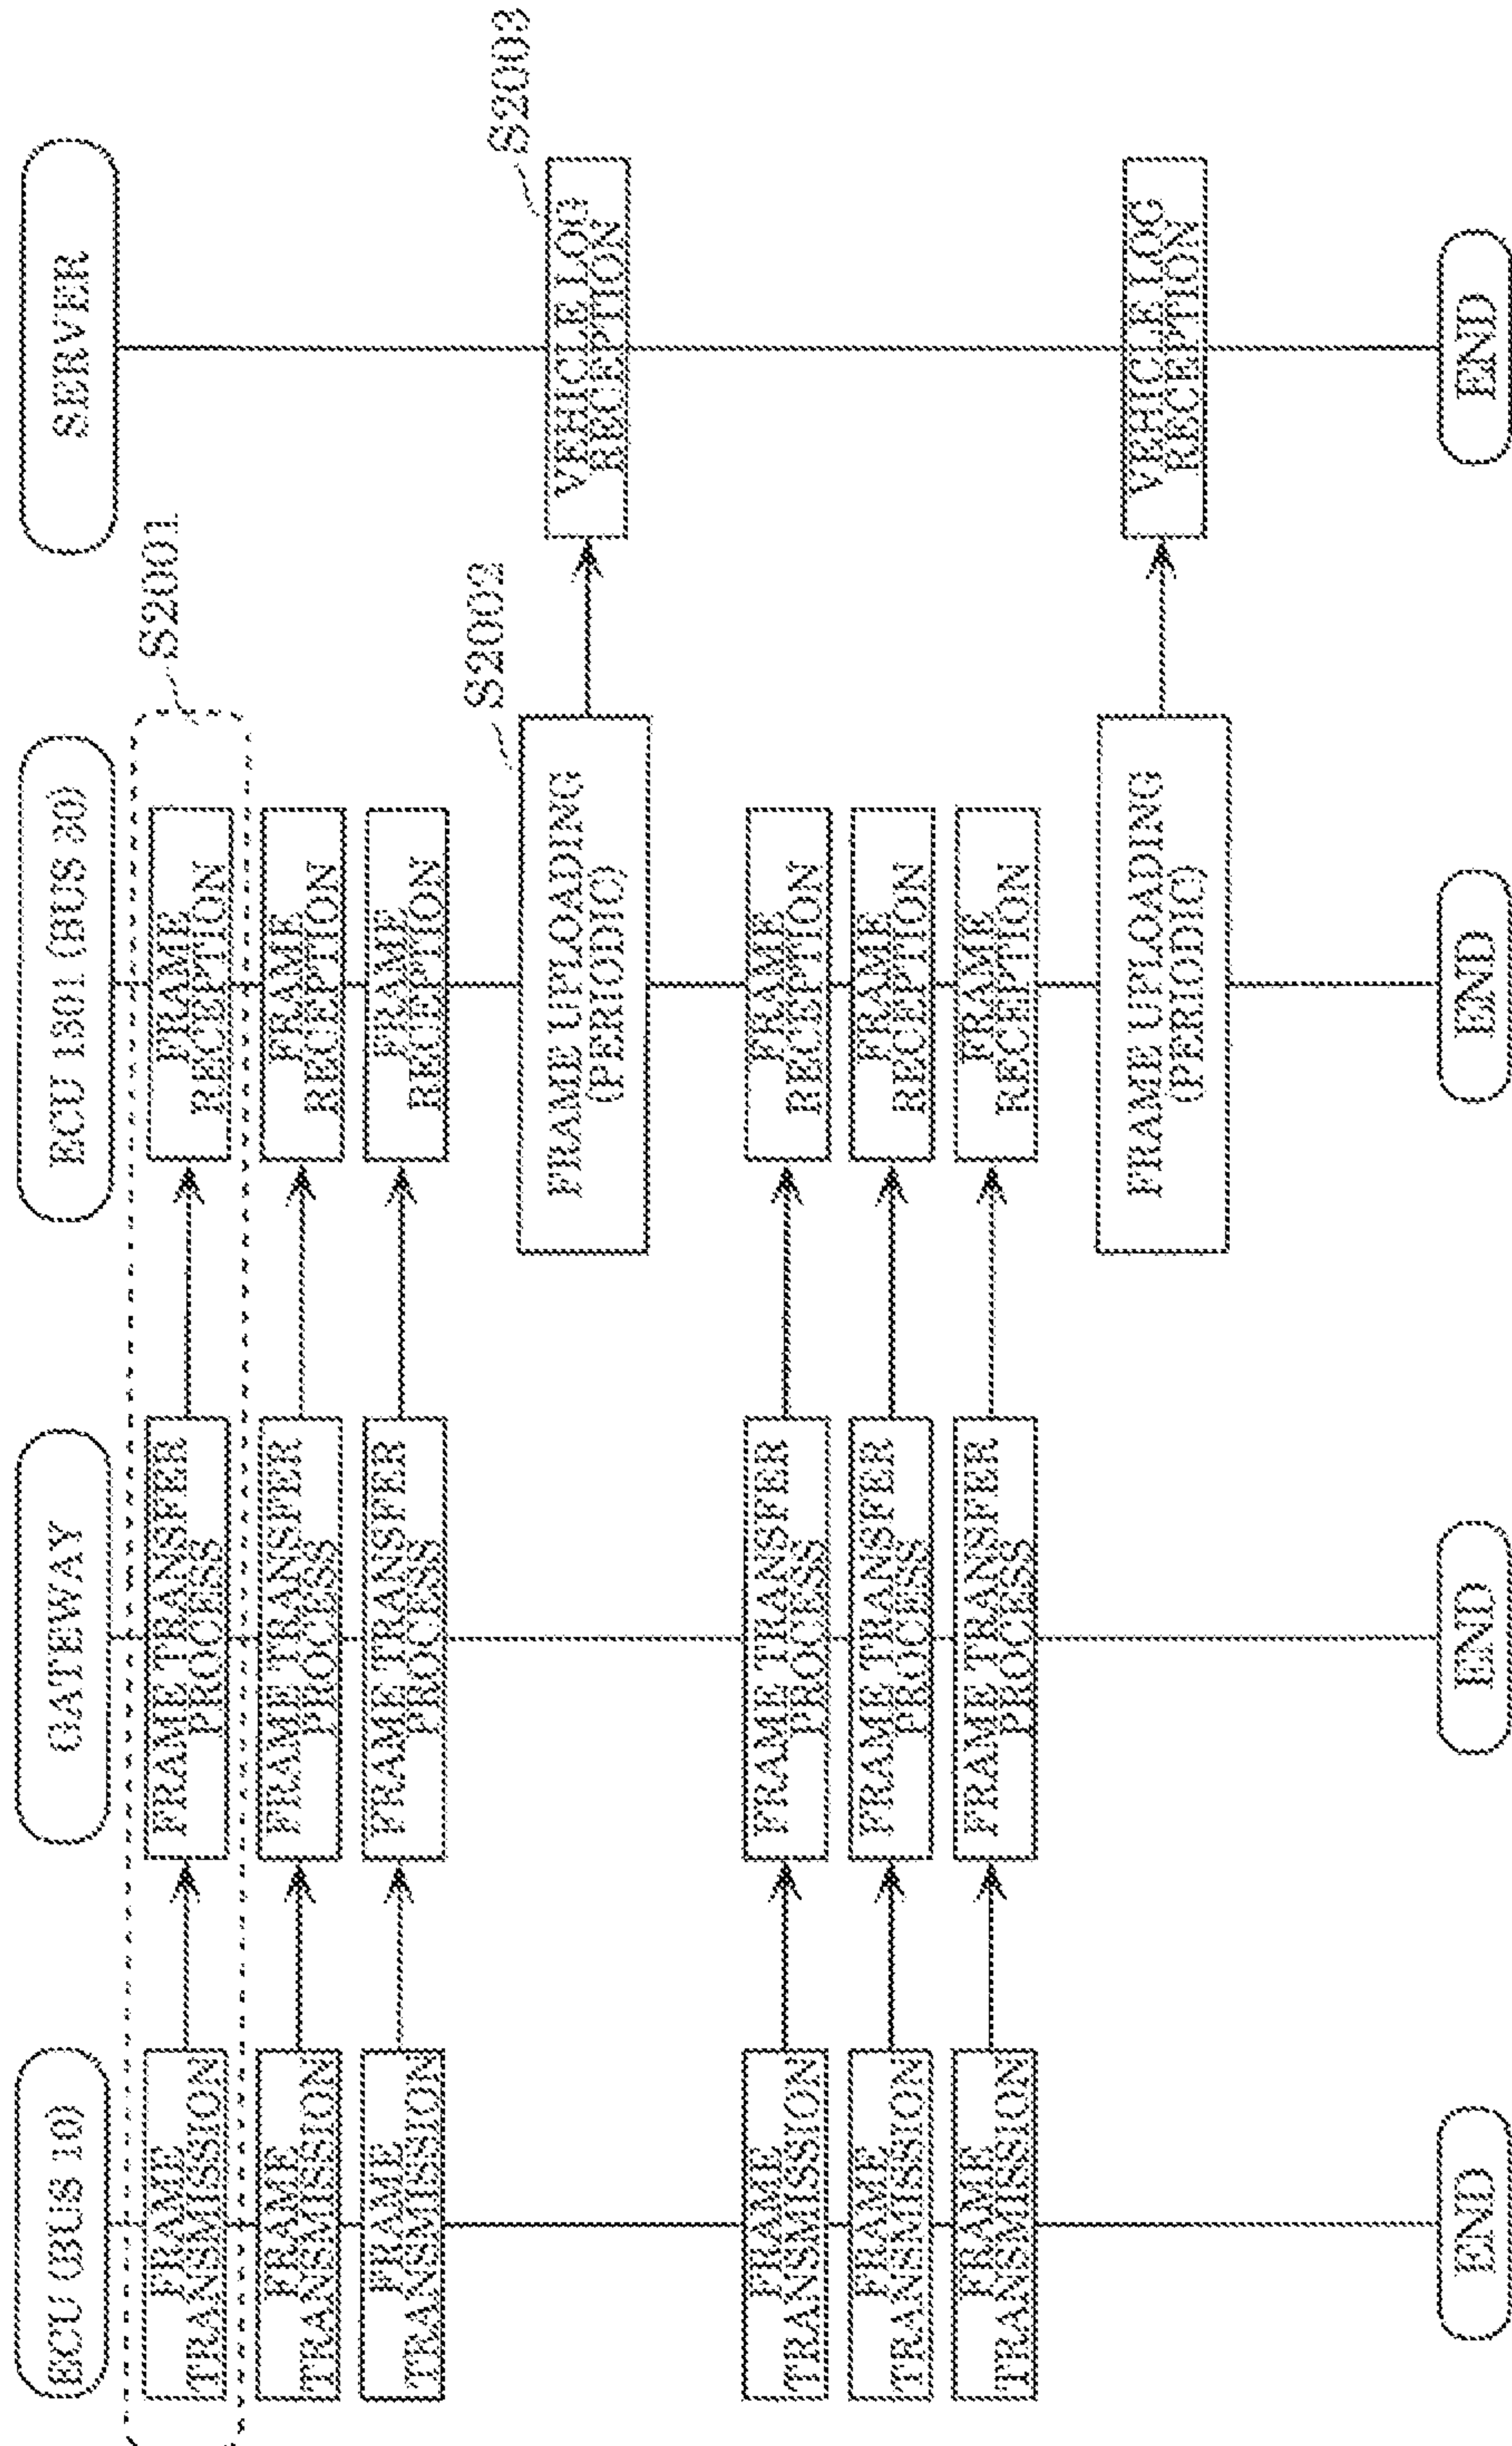 ECU (BUS 10)
GATEWAY
ECU 1301 (BUS 30)
SERVER
S2001
FRAME
TRANSMISSION
FRAME TRANSFER
PROCESS
FRAME
RECEPTION
FRAME
TRANSMISSION
FRAME TRANSFER
PROCESS
FRAME
RECEPTION
FRAME
TRANSMISSION
FRAME TRANSFER
PROCESS
FRAME
RECEPTION
S2002
S2003
FRAME UPLOADING
(PERIODIC)
VEHICLE LOG
RECEPTION
FRAME
TRANSMISSION
FRAME TRANSFER
PROCESS
FRAME
RECEPTION
FRAME
TRANSMISSION
FRAME TRANSFER
PROCESS
FRAME
RECEPTION
FRAME
TRANSMISSION
FRAME TRANSFER
PROCESS
FRAME
RECEPTION
FRAME UPLOADING
(PERIODIC)
VEHICLE LOG
RECEPTION
END
END
END
END